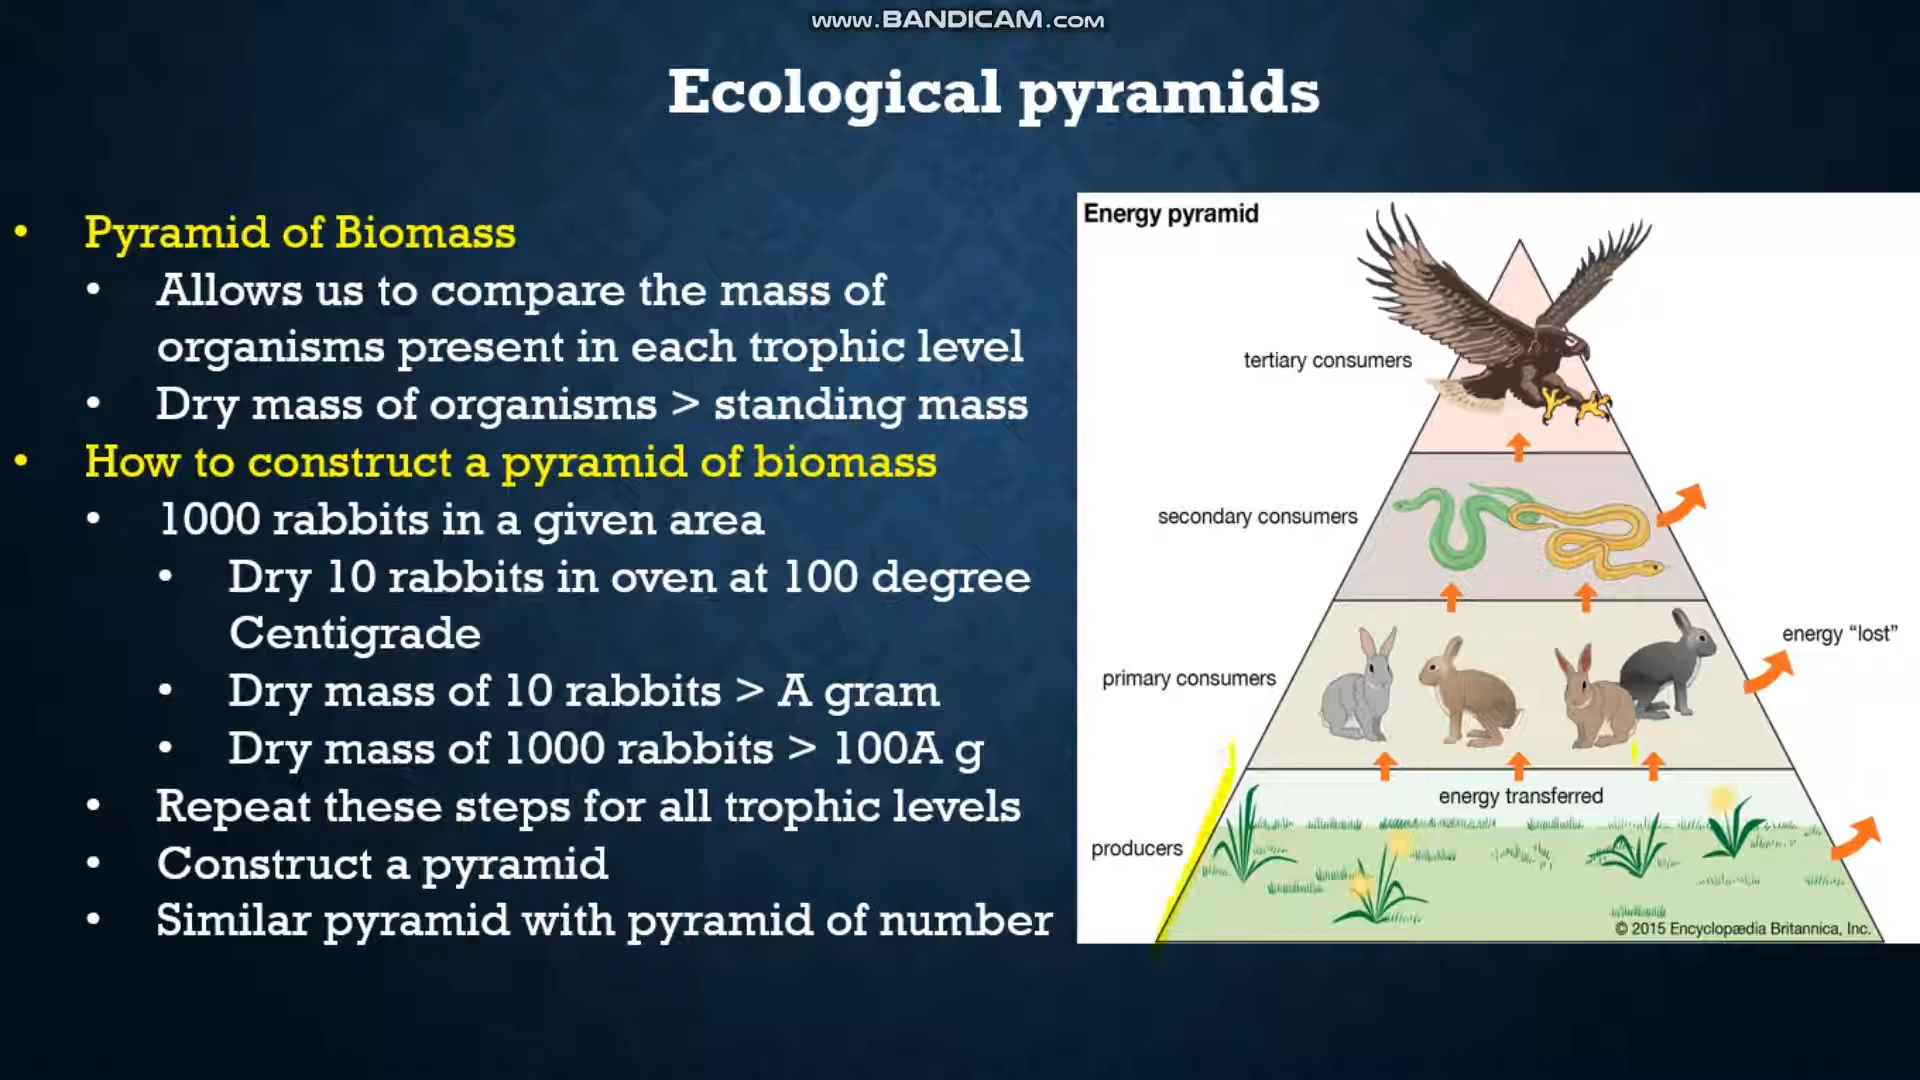 www.BANDICAM.com
Ecological pyramids
• Pyramid of Biomass
• Allows us to compare the mass of
organisms present in each trophic level
• Dry mass of organisms > standing mass
• How to construct a pyramid of biomass
• 1000 rabbits in a given area
• Dry 10 rabbits in oven at 100 degree
Centigrade
• Dry mass of 10 rabbits > A gram
• Dry mass of 1000 rabbits > 100A g
• Repeat these steps for all trophic levels
• Construct a pyramid
• Similar pyramid with pyramid of number
Energy pyramid
tertiary consumers
secondary consumers
energy “lost”
primary consumers
energy transferred
producers
© 2015 Encyclopædia Britannica, Inc.